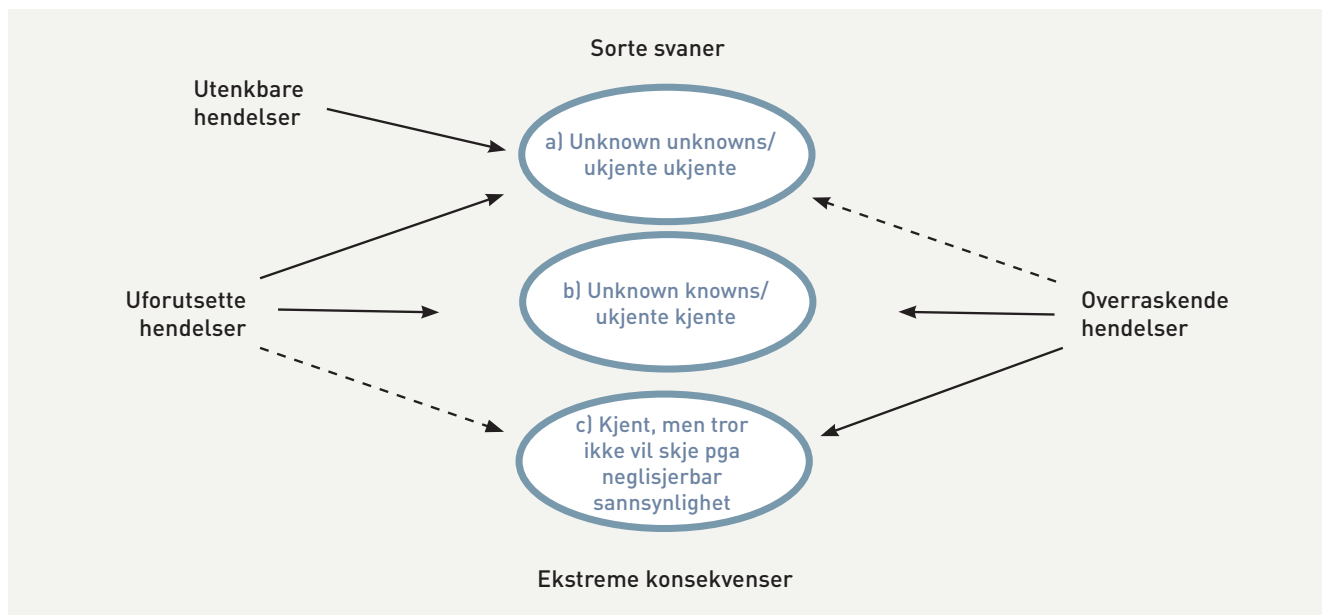 Sorte svaner
Utenkbare
hendelser
a) Unknown unknowns/
ukjente ukjente
Uforutsette
hendelser
b) Unknown knowns/
ukjente kjente
Overraskende
hendelser
c) Kjent, men tror
ikke vil skje pga
neglisjerbar
sannsynlighet
Ekstreme konsekvenser